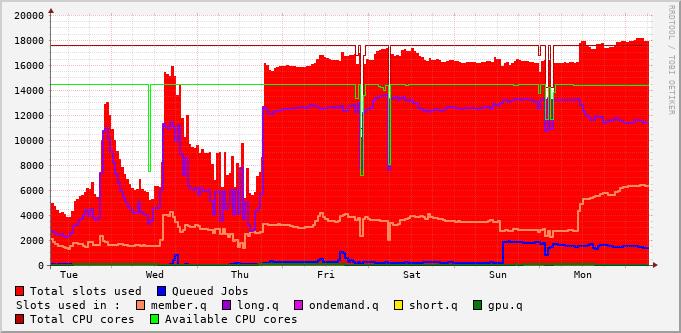 20000
18000
16000
14000
12000
10000
8000
6000
4000
2000
0
Tue Wed Thu Fri Sat Sun Mon
RRDTOOL / TOBI OETIKER
Total slots used Queued Jobs
Slots used in : member.q long.q ondemand.q short.q gpu.q
Total CPU cores Available CPU cores